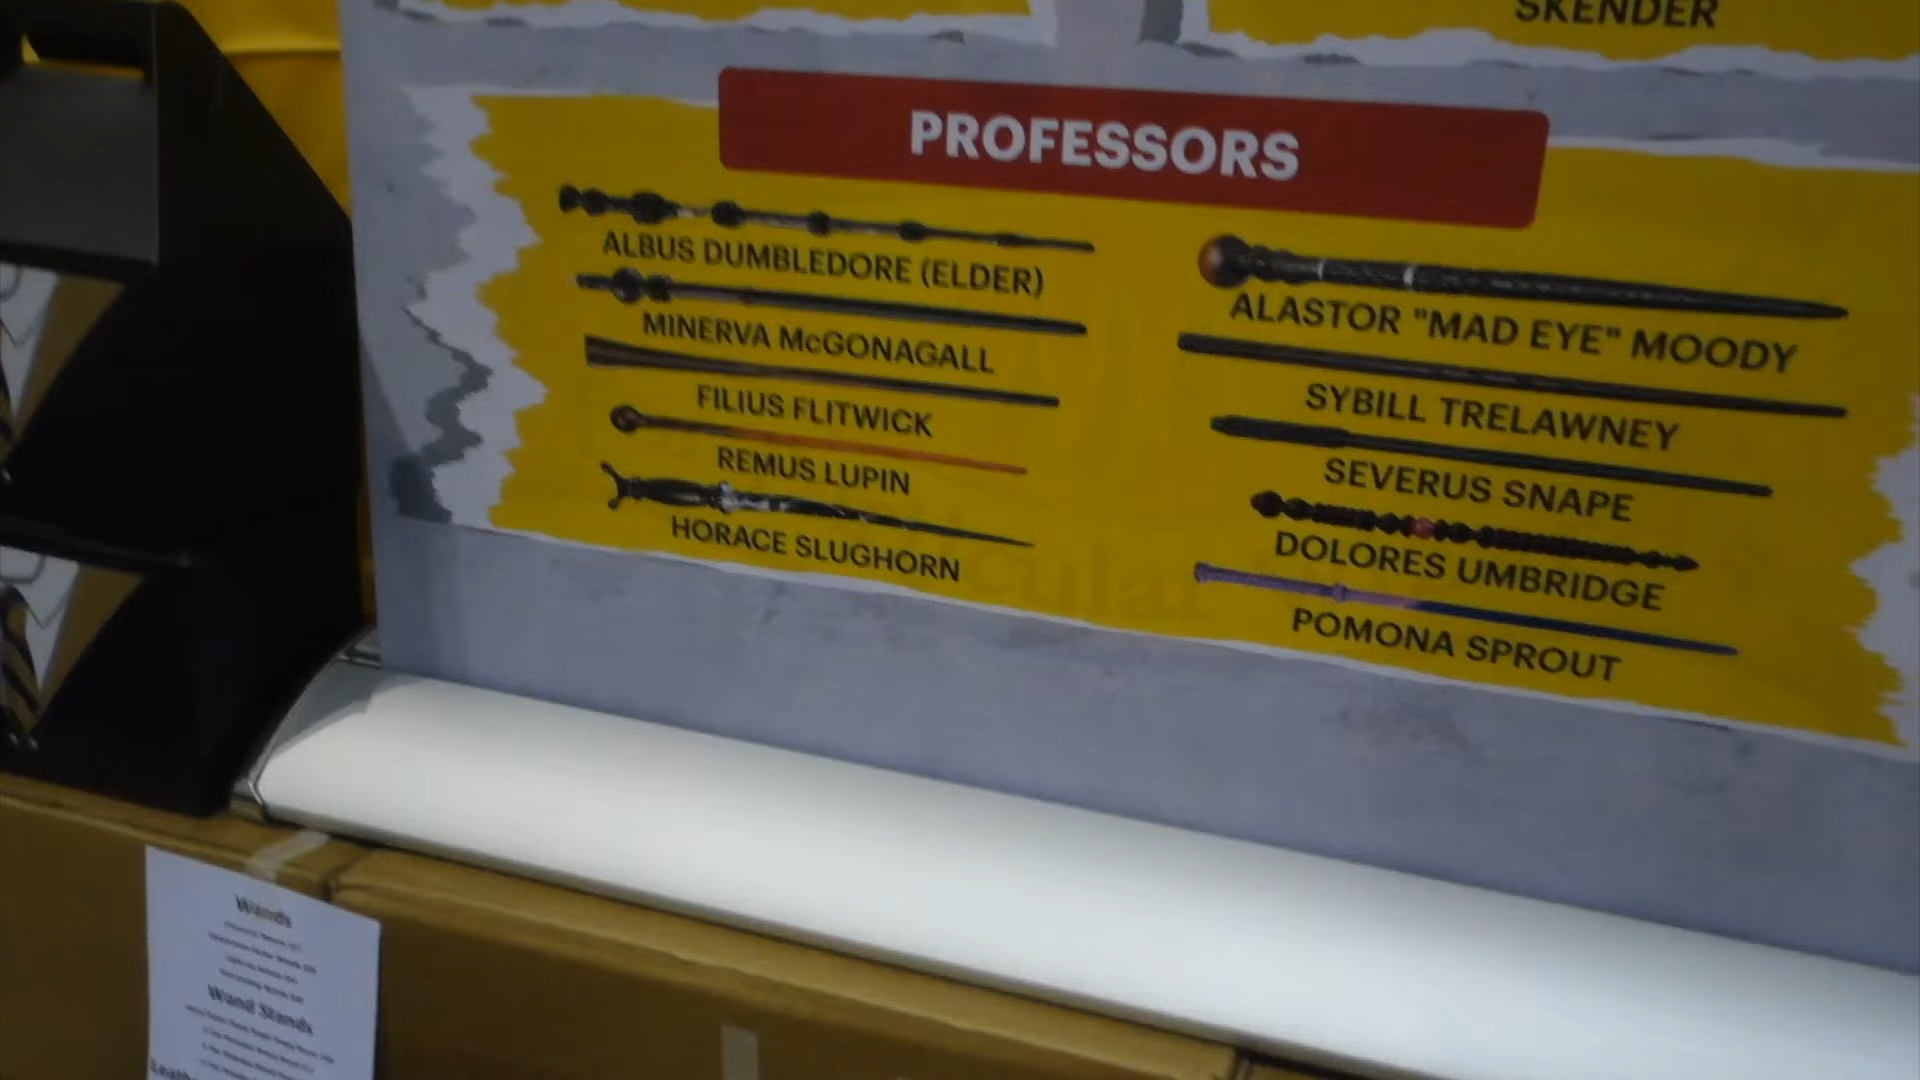 SKENDER
PROFESSORS
ALBUS DUMBLEDORE (ELDER)
MINERVA McGONAGALL
FILIUS FLITWICK
REMUS LUPIN
HORACE SLUGHORN
ALASTOR "MAD EYE" MOODY
SYBILL TRELAWNEY
SEVERUS SNAPE
DOLORES UMBRIDGE
POMONA SPROUT
Wands
Wand Stands